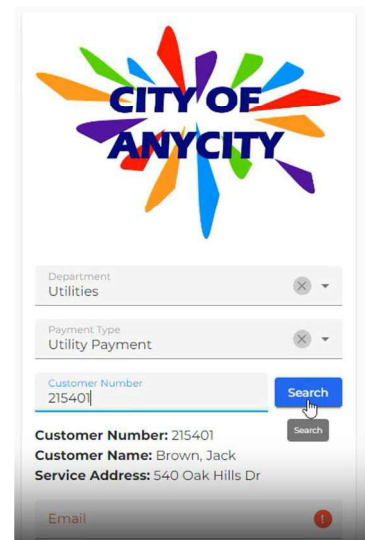 CITY OF
ANYCITY
Department
Utilities
Payment Type
Utility Payment
Customer Number
215401
Search
Search
Customer Number: 215401
Customer Name: Brown, Jack
Service Address: 540 Oak Hills Dr
Email
!